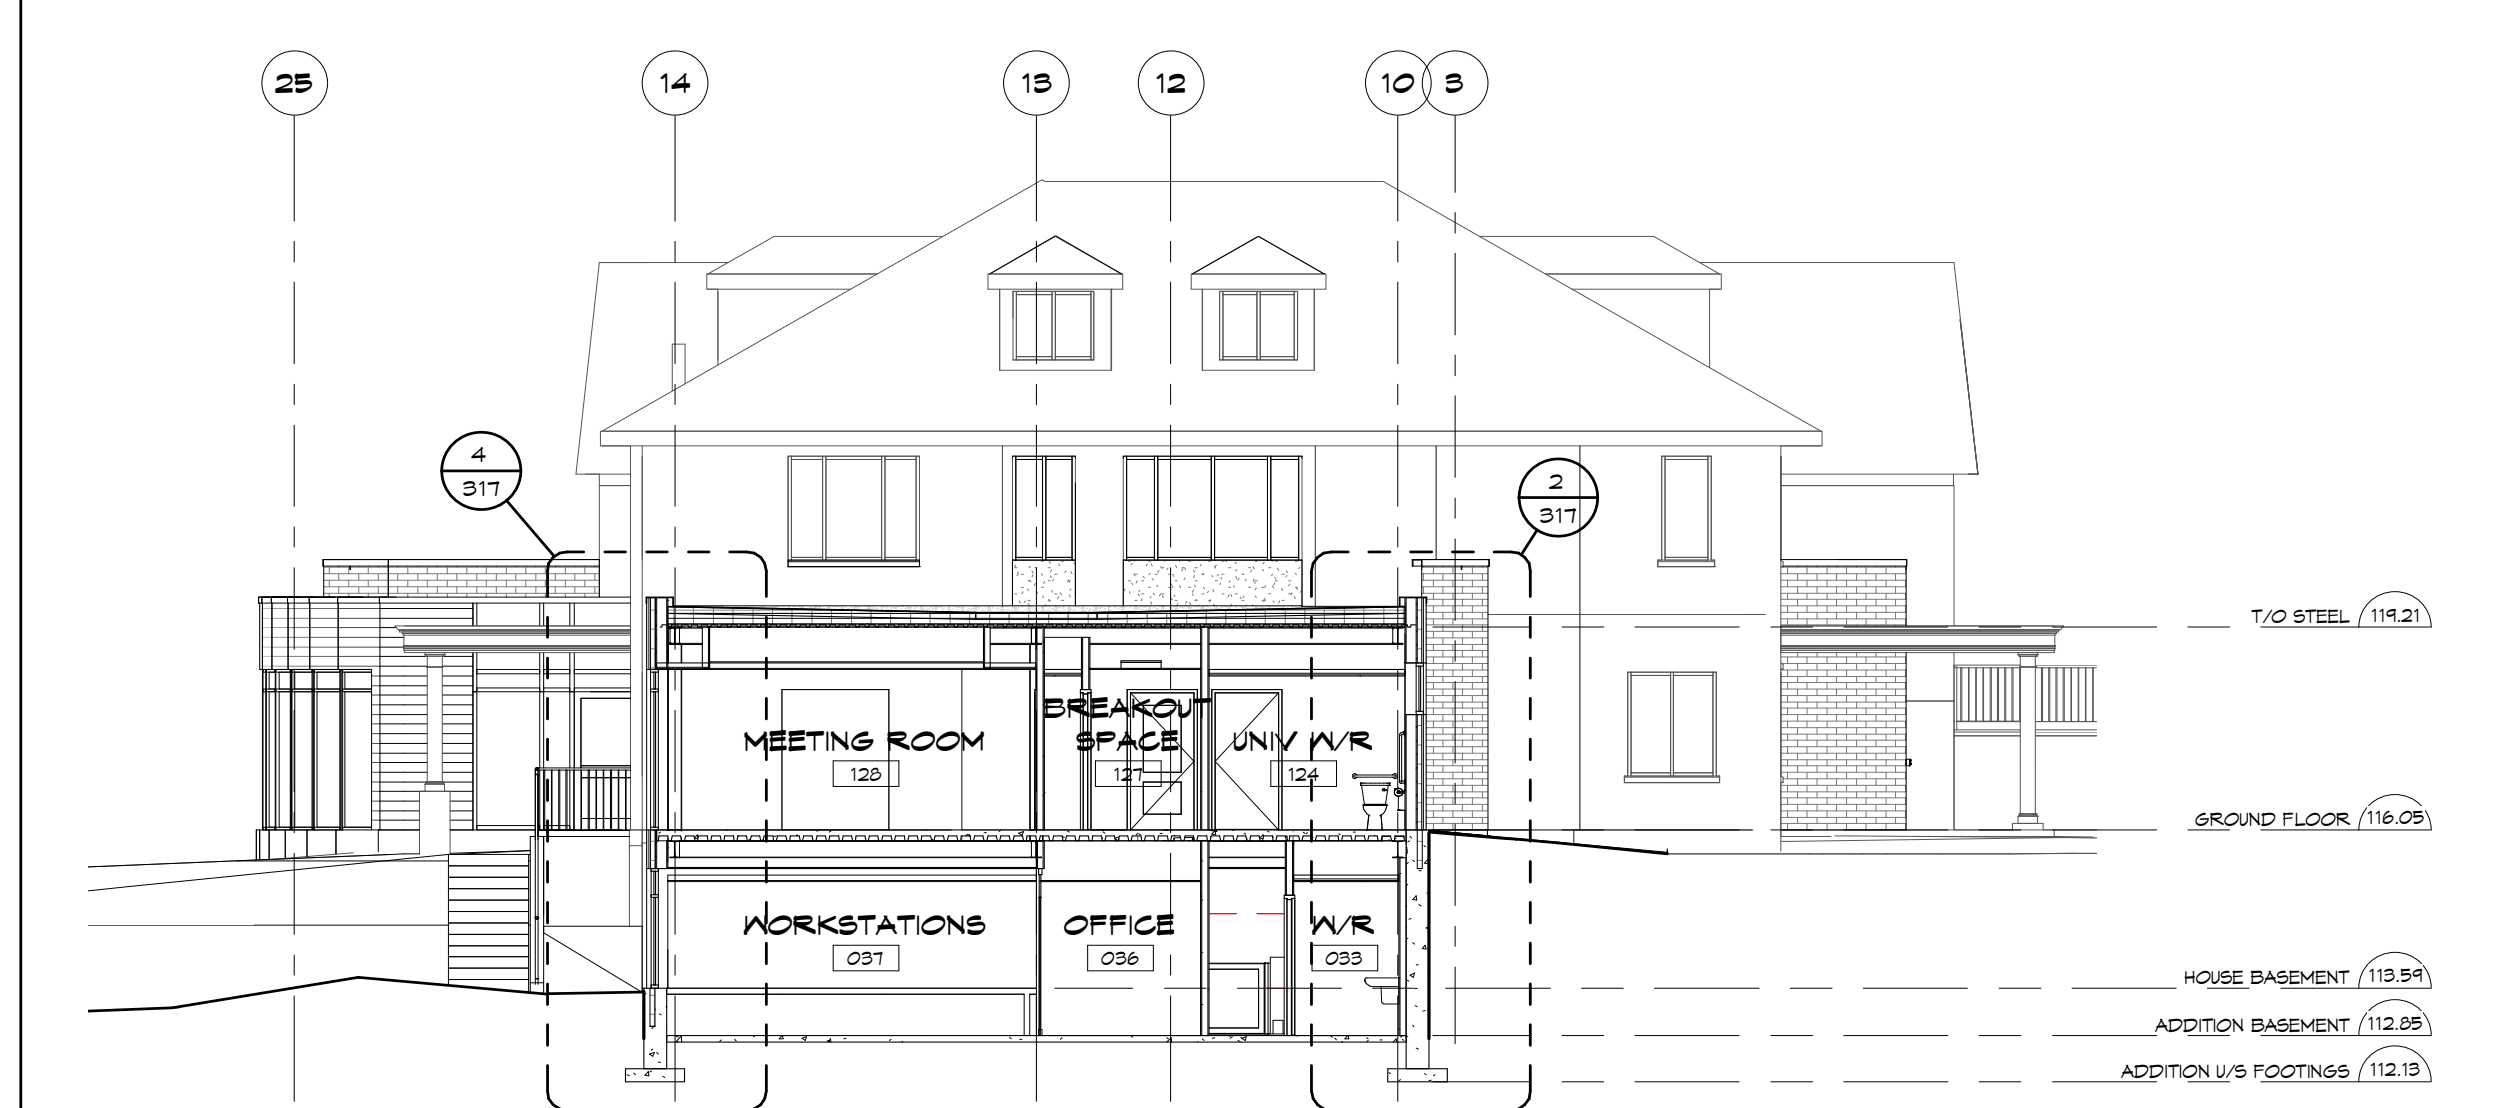 25
14
13
12
10
3
4
317
2
317
T/O STEEL 119.21
BREAKOUT
MEETING ROOM
SPACE
UNIV W/R
128
127
124
GROUND FLOOR 116.05
WORKSTATIONS
OFFICE
W/R
037
036
033
HOUSE BASEMENT 113.59
ADDITION BASEMENT 112.85
ADDITION U/S FOOTINGS 112.13